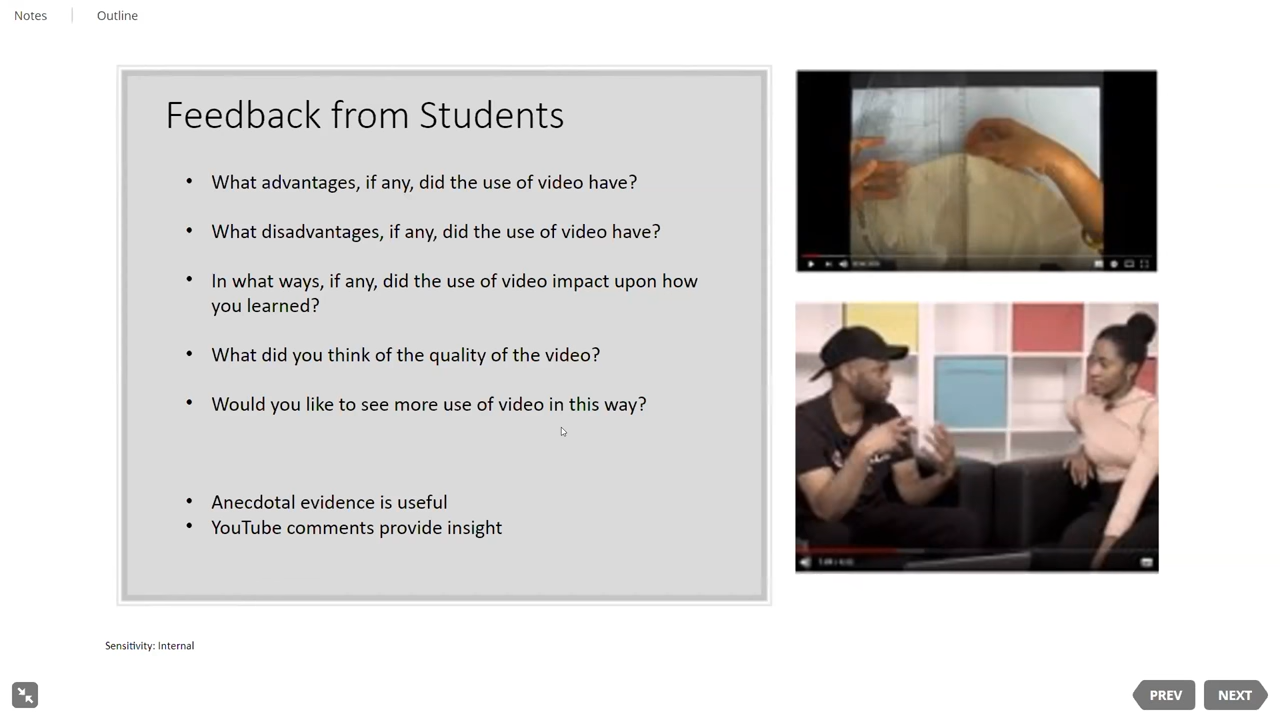 Notes
Outline
Feedback from Students
• What advantages, if any, did the use of video have?
• What disadvantages, if any, did the use of video have?
• In what ways, if any, did the use of video impact upon how
you learned?
• What did you think of the quality of the video?
• Would you like to see more use of video in this way?
• Anecdotal evidence is useful
• YouTube comments provide insight
Sensitivity: Internal
PREV
NEXT